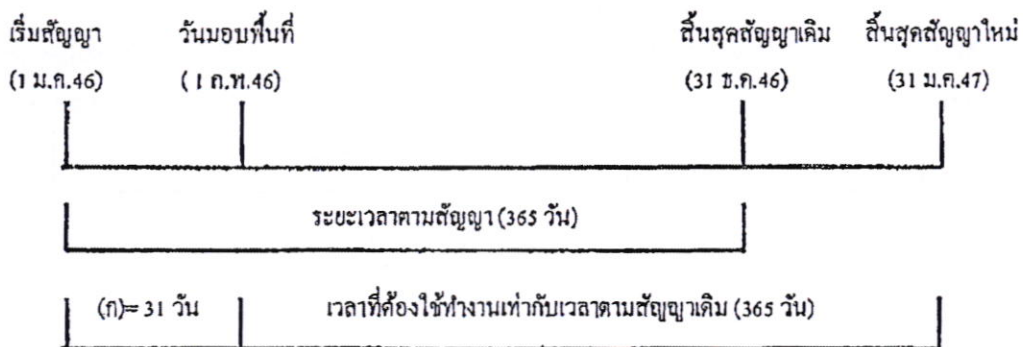 เริ่มสัญญา วันมอบพื้นที่ สิ้นสุดสัญญาเดิม สิ้นสุดสัญญาใหม่
(1 ม.ค.46) ( 1 ก.พ.46) (31 ธ.ค.46) (31 ม.ค.47)
ระยะเวลาตามสัญญา (365 วัน)
(ก)= 31 วัน เวลาที่ต้องใช้ทำงานเท่ากับเวลาตามสัญญาเดิม (365 วัน)